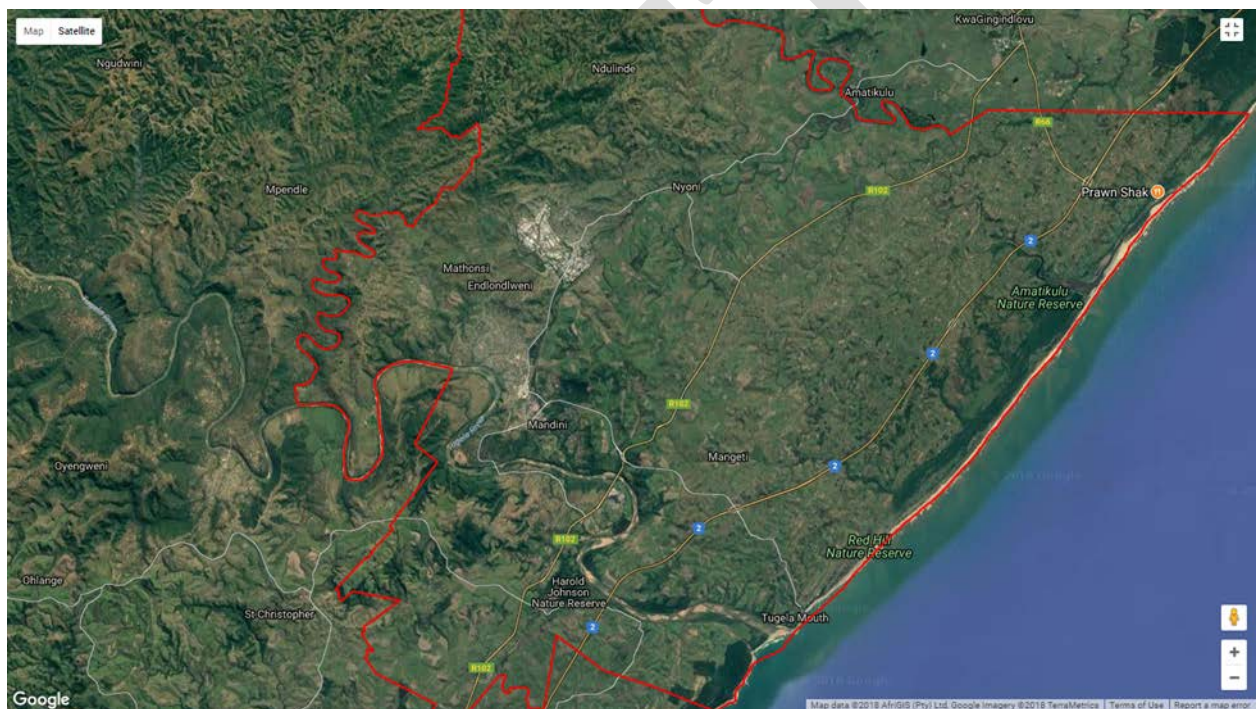 Map Satellite
KwaGingindlovu
Ngudwini
Ndulinde
Amatikulu
R66
Mpendle
Nyoni
R102
Prawn Shak
2
Mathonsi
Endlondlweni
Amatikulu
Nature Reserve
2
R102
Mandini
Mangeti
Oyengweni
2
2
R102
Red Hill
Nature Reserve
Ohlange
Harold
Johnson
Nature Reserve
St Christopher
Tugela Mouth
2
R102
Google
Map data ©2018 AfriGIS (Pty) Ltd, Google Imagery ©2018 TerraMetrics Terms of Use Report a map error